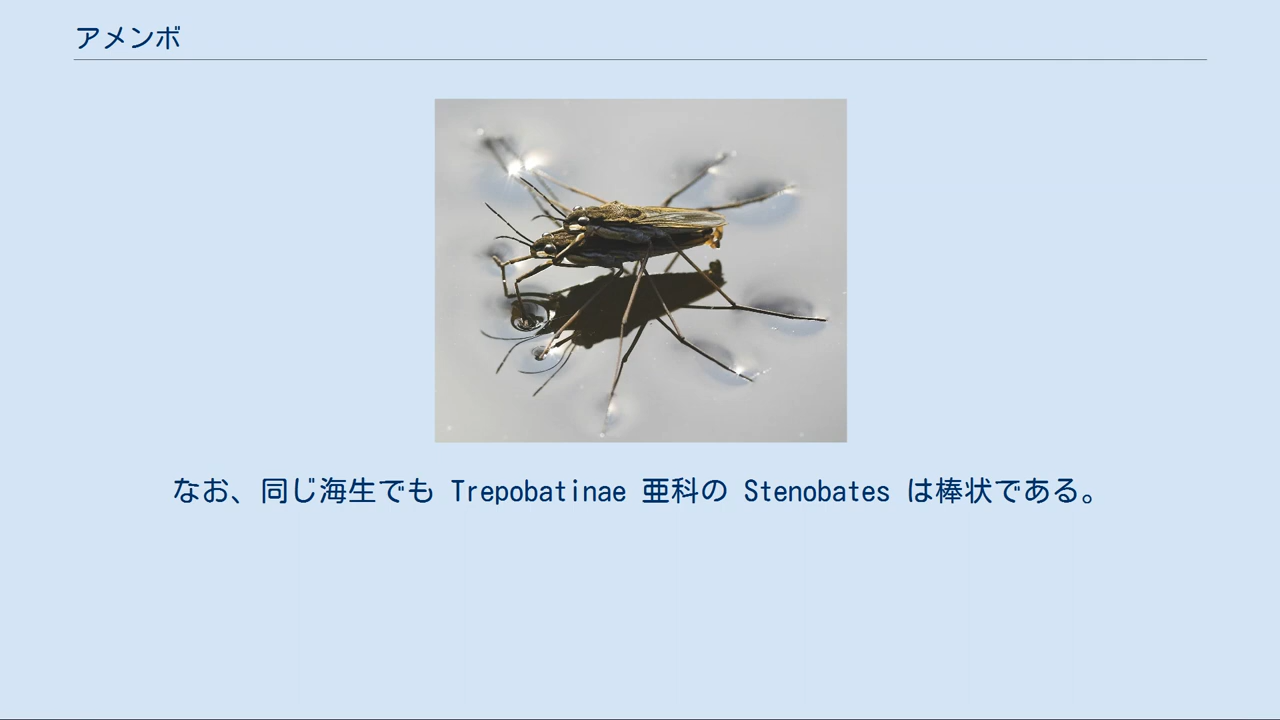 アメンボ
なお、同じ海生でも Trepobatinae 亜科の Stenobates は棒状である。